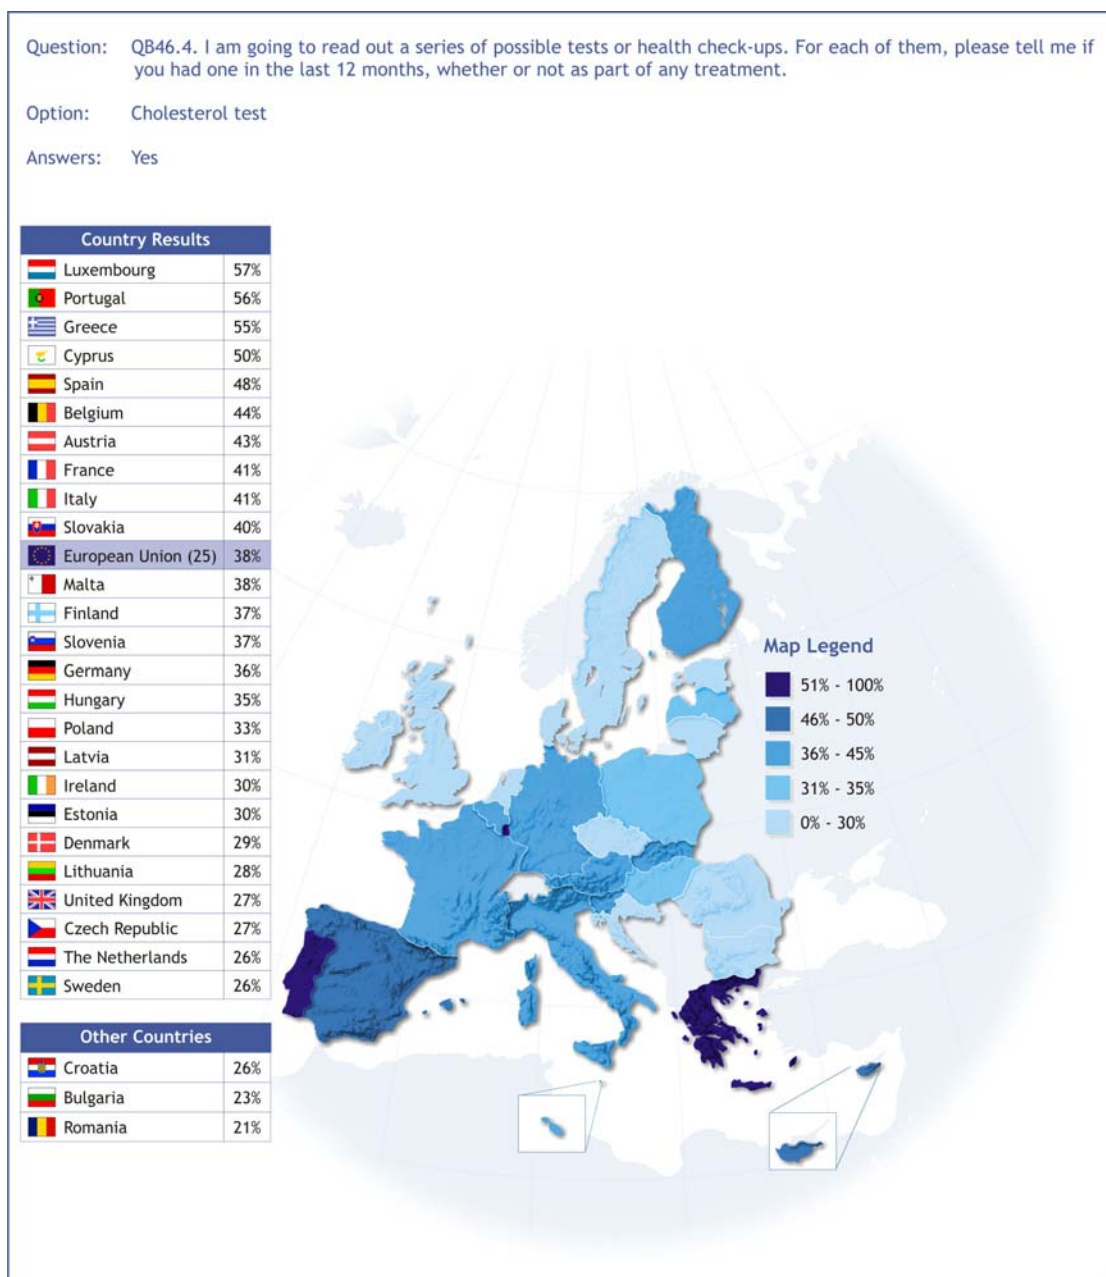 Question: QB46.4. I am going to read out a series of possible tests or health check-ups. For each of them, please tell me if
you had one in the last 12 months, whether or not as part of any treatment.
Option: Cholesterol test
Answers: Yes
Country Results
Luxembourg 57%
Portugal 56%
Greece 55%
Cyprus 50%
Spain 48%
Belgium 44%
Austria 43%
France 41%
Italy 41%
Slovakia 40%
European Union (25) 38%
Malta 38%
Finland 37%
Slovenia 37%
Germany 36%
Hungary 35%
Poland 33%
Latvia 31%
Ireland 30%
Estonia 30%
Denmark 29%
Lithuania 28%
United Kingdom 27%
Czech Republic 27%
The Netherlands 26%
Sweden 26%
Other Countries
Croatia 26%
Bulgaria 23%
Romania 21%
Map Legend
51% - 100%
46% - 50%
36% - 45%
31% - 35%
0% - 30%